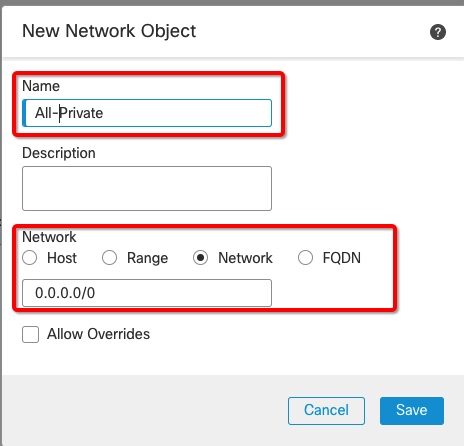 New Network Object ?
Name
All-Private
Description
Network
Host Range Network FQDN
0.0.0.0/0
Allow Overrides
Cancel Save